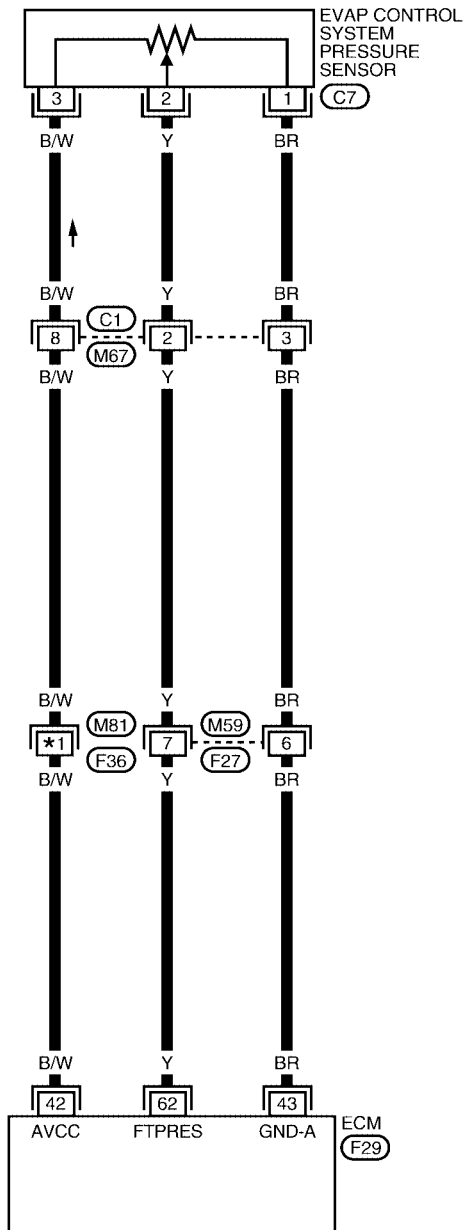 EVAP CONTROL
SYSTEM
PRESSURE
SENSOR
3 2 1 C7
B/W Y BR
B/W Y BR
C1
8 2 3
M67
B/W Y BR
B/W Y BR
M81 M59
*1 7 6
F36 F27
B/W Y BR
B/W Y BR
42 62 43
AVCC FTPRES GND-A ECM
F29